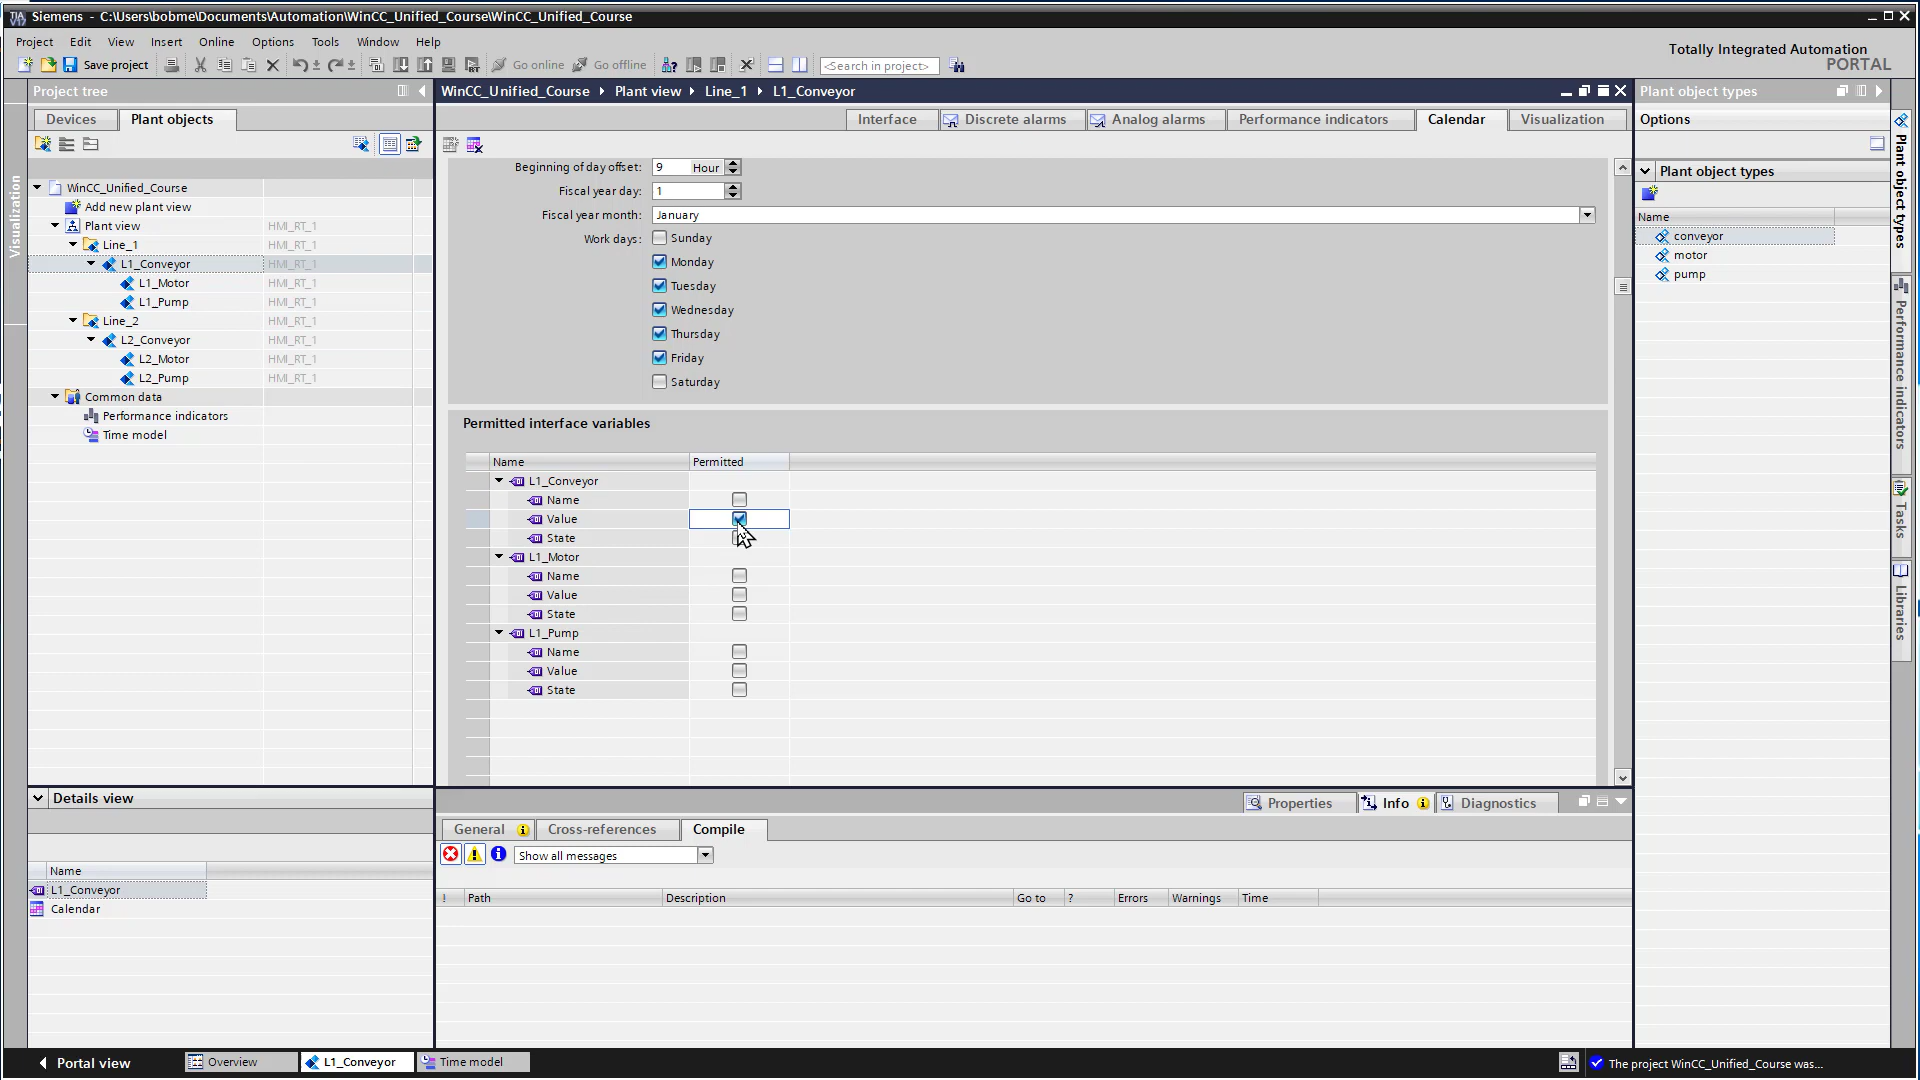 Siemens - C:\Users\bobme\Documents\Automation\WinCC_Unified_Course\WinCC_Unified_Course
Project Edit View Insert Online Options Tools Window Help
Totally Integrated Automation
PORTAL
Save project Go online Go offline <Search in project>
Project tree
WinCC_Unified_Course Plant view Line_1 L1_Conveyor
Plant object types
Devices Plant objects
Interface Discrete alarms Analog alarms Performance indicators Calendar Visualization
Options
Visualization
WinCC_Unified_Course
Add new plant view
Plant view HMI_RT_1
Line_1 HMI_RT_1
L1_Conveyor HMI_RT_1
L1_Motor HMI_RT_1
L1_Pump HMI_RT_1
Line_2 HMI_RT_1
L2_Conveyor HMI_RT_1
L2_Motor HMI_RT_1
L2_Pump HMI_RT_1
Common data
Performance indicators
Time model
Beginning of day offset: 9 Hour
Fiscal year day: 1
Fiscal year month: January
Work days: Sunday
Monday
Tuesday
Wednesday
Thursday
Friday
Saturday
Permitted interface variables
Name Permitted
L1_Conveyor
Name
Value
State
L1_Motor
Name
Value
State
L1_Pump
Name
Value
State
Plant object types
Name
conveyor
motor
pump
Plant object types
Performance indicators
Tasks
Libraries
Details view
Name
L1_Conveyor
Calendar
Properties Info Diagnostics
General Cross-references Compile
Show all messages
! Path Description Go to ? Errors Warnings Time
Portal view Overview L1_Conveyor Time model
The project WinCC_Unified_Course was...